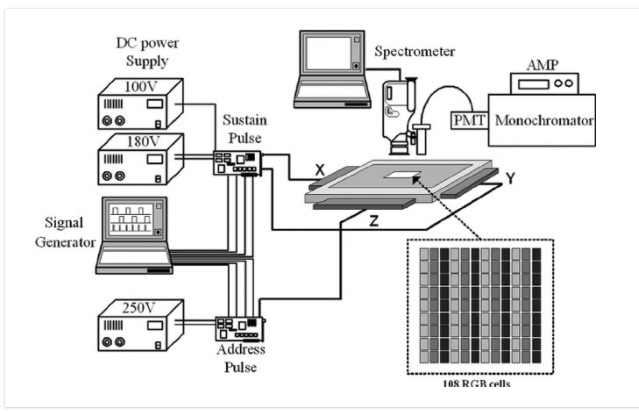 DC power
Supply
100V
180V
Sustain
Pulse
Signal
Generator
250V
Address
Pulse
Spectrometer
AMP
PMT
Monochromator
X
Y
Z
108 RGB cells